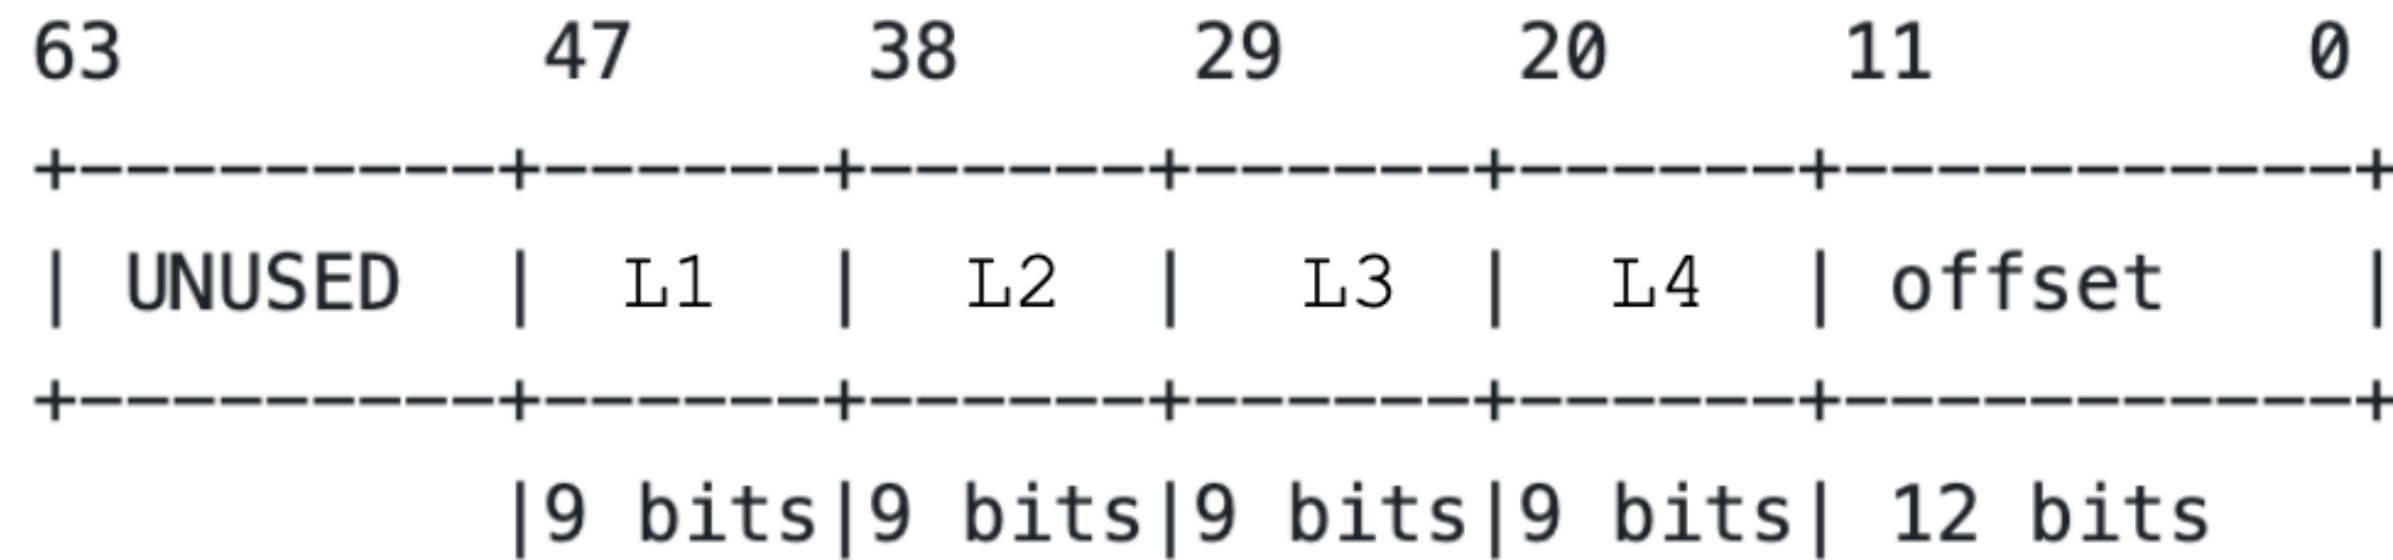 63         47     38     29     20     11        0
+----------+------+------+------+------+------------+
|  UNUSED  |  L1  |  L2  |  L3  |  L4  | offset     |
+----------+------+------+------+------+------------+
           |9 bits|9 bits|9 bits|9 bits| 12 bits